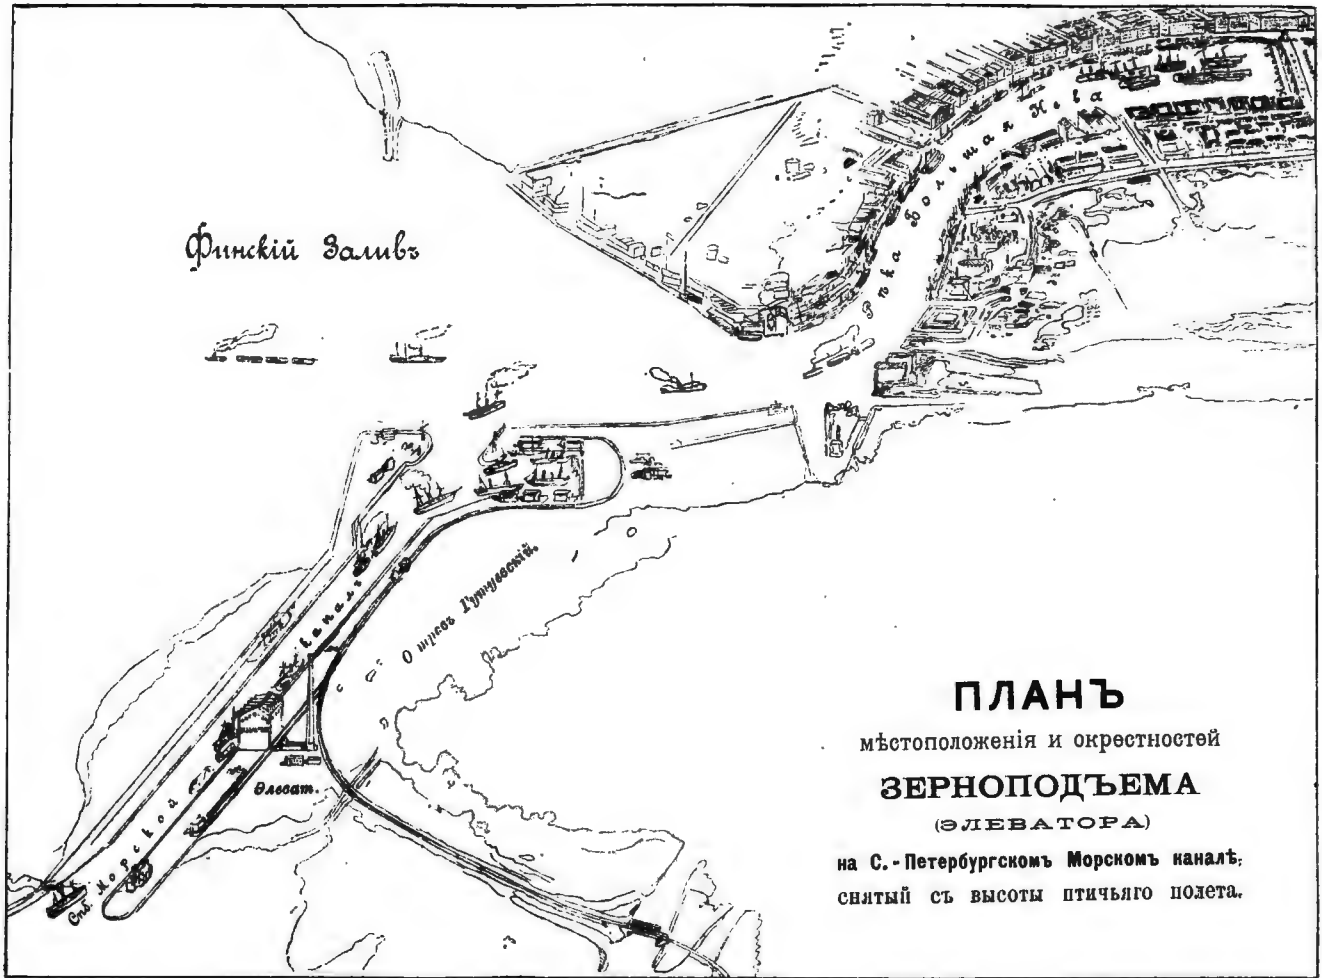 Рѣка Большая Нева
Финскій Заливъ
Островъ Гутуевскій.
Спб. Морской каналъ
Элеват.
ПЛАНЪ
мѣстоположенія и окрестностей
ЗЕРНОПОДЪЕМА
(ЭЛЕВАТОРА)
на С.-Петербургскомъ Морскомъ каналѣ,
снятый съ высоты птичьяго полета.